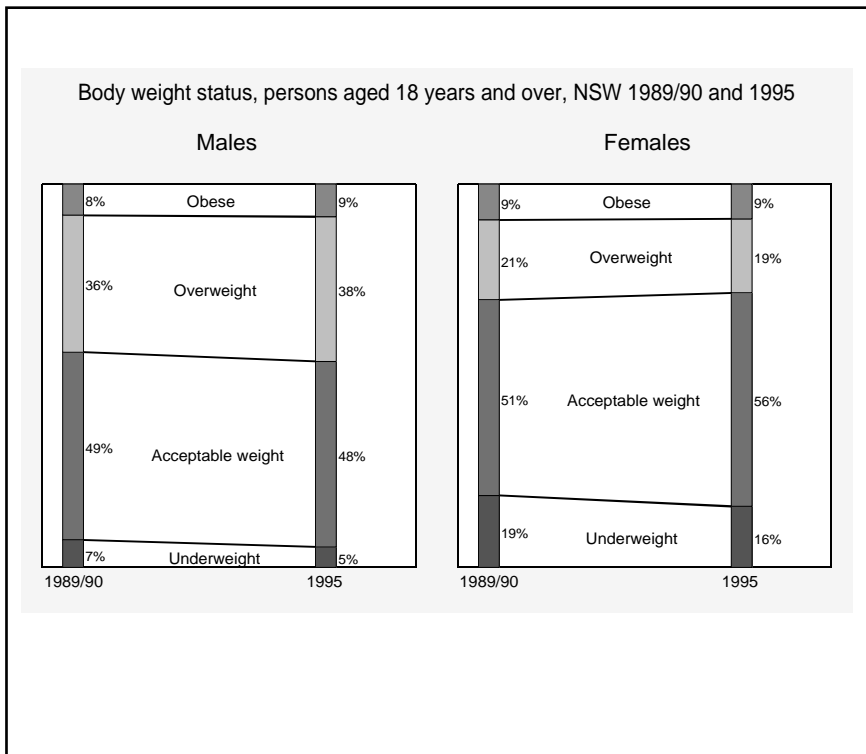 Body weight status, persons aged 18 years and over, NSW 1989/90 and 1995
Males
8%
Obese
9%
36%
Overweight
38%
49%
Acceptable weight
48%
7%
Underweight
5%
1989/90
1995
Females
9%
Obese
9%
21%
Overweight
19%
51%
Acceptable weight
56%
19%
Underweight
16%
1989/90
1995